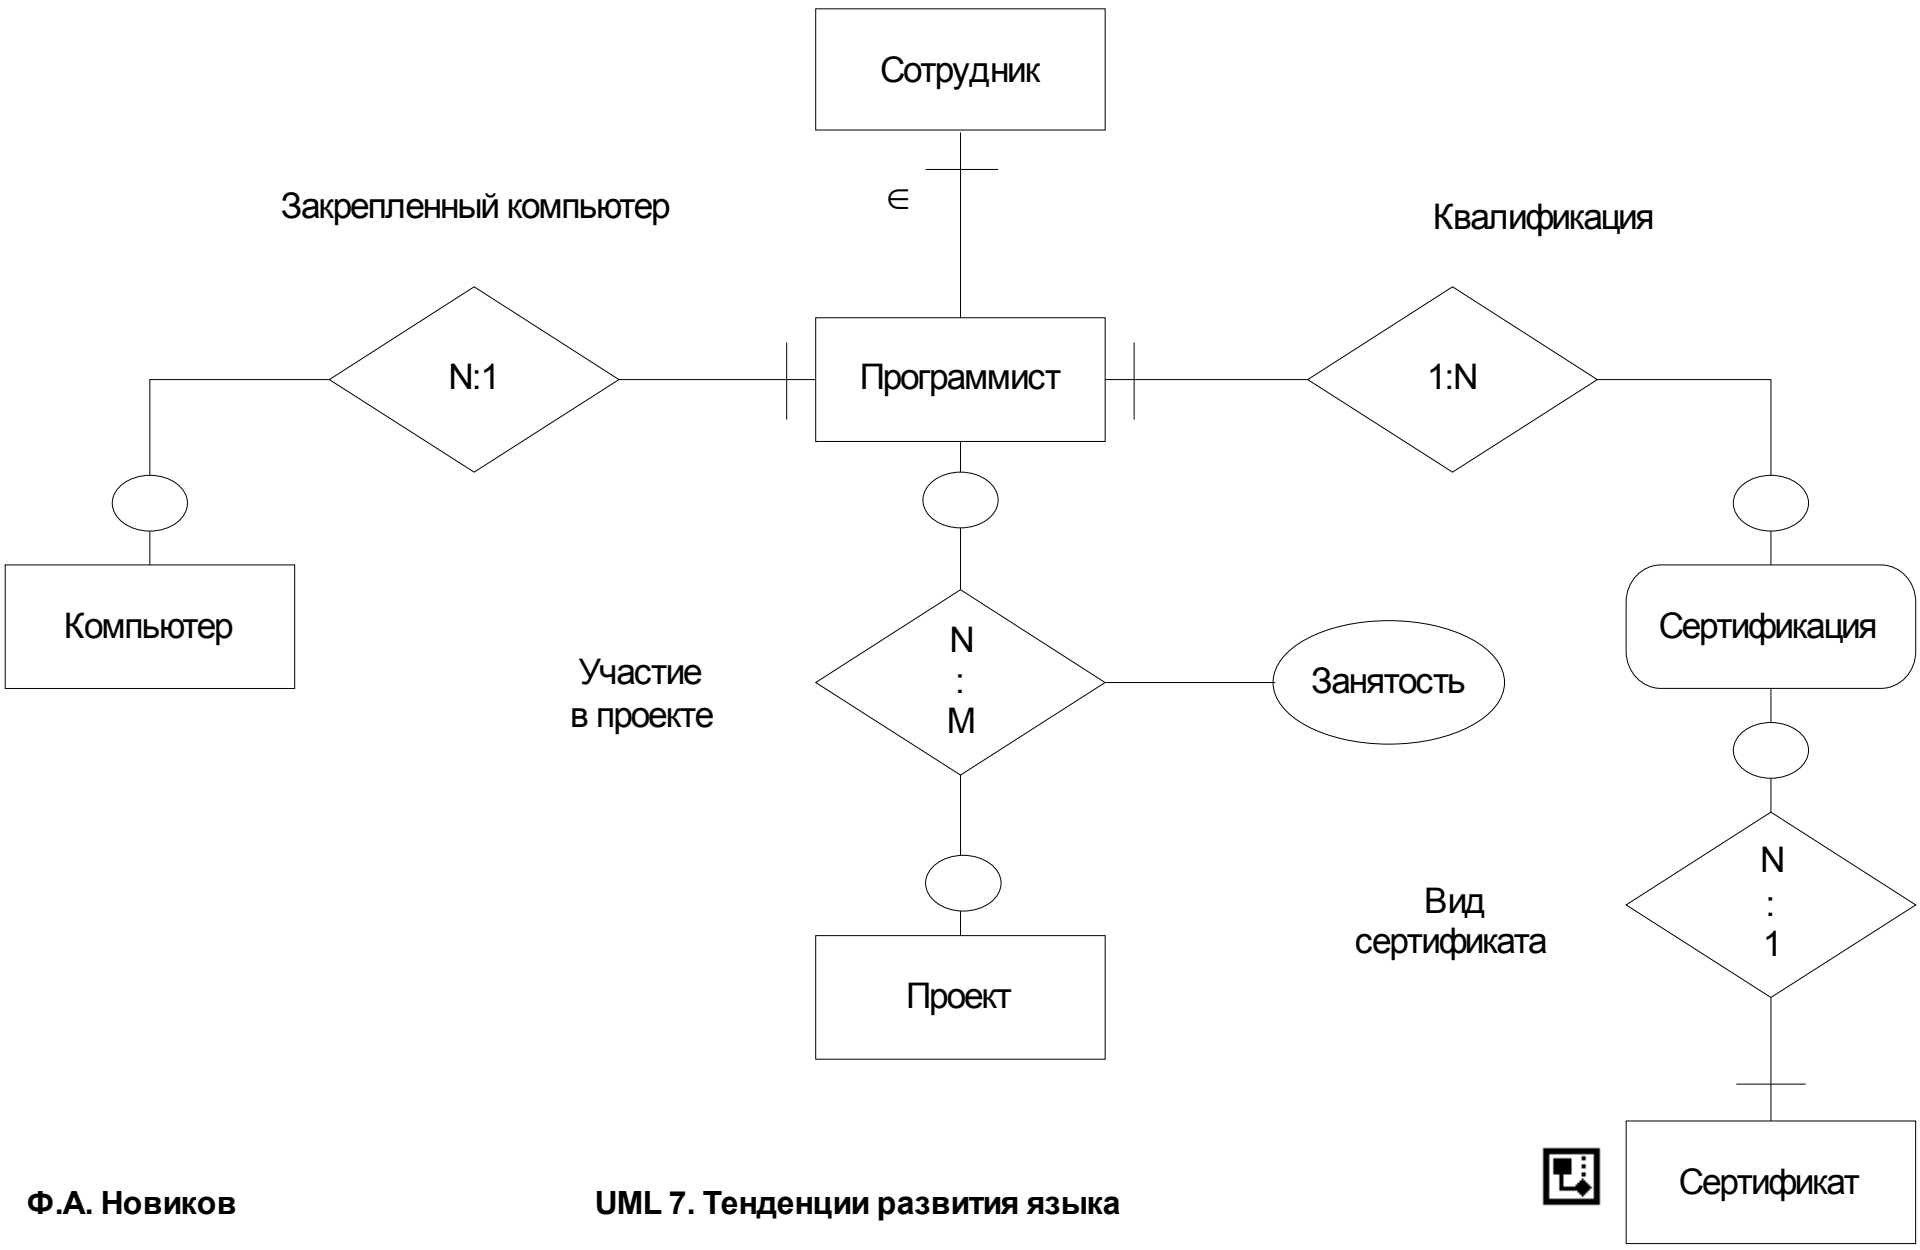 Сотрудник
∈
Закрепленный компьютер
Квалификация
N:1
Программист
1:N
Компьютер
Участие
в проекте
N
:
M
Занятость
Сертификация
Проект
Вид
сертификата
N
:
1
Сертификат
Ф.А. Новиков
UML 7. Тенденции развития языка